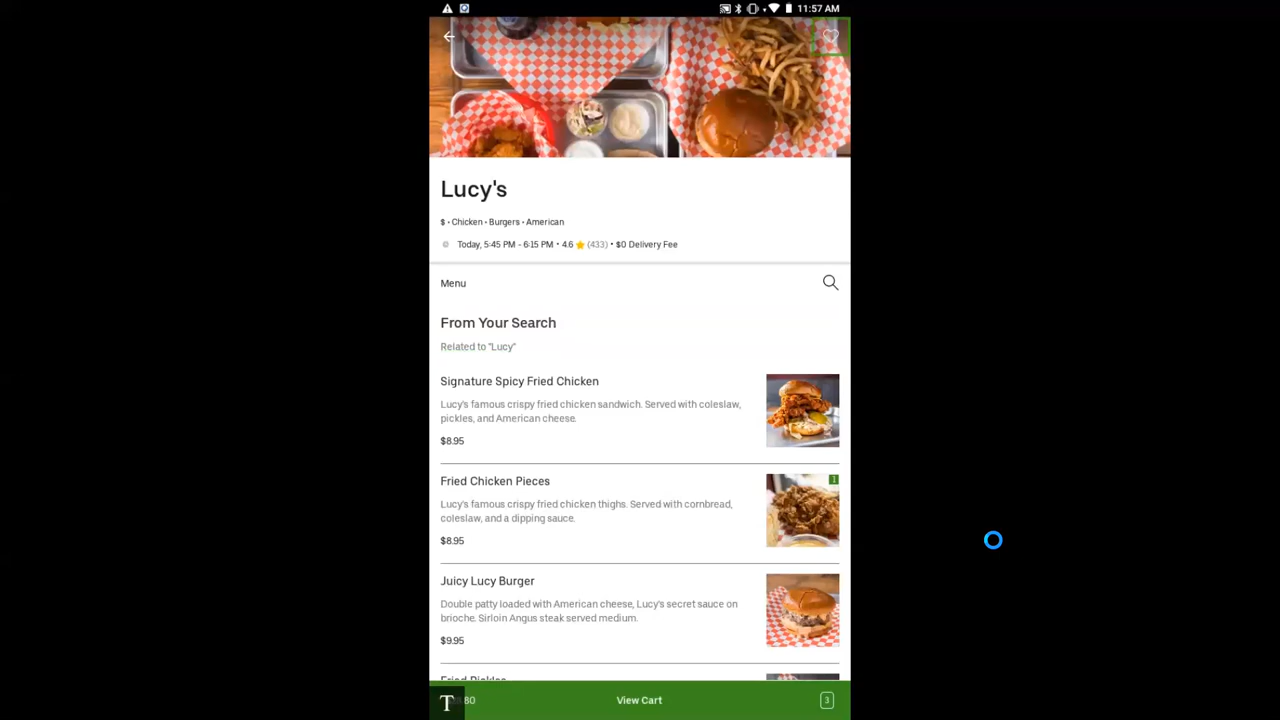 11:57 AM
Lucy's
$ • Chicken • Burgers • American
Today, 5:45 PM - 6:15 PM • 4.6 ⭐ (433) • $0 Delivery Fee
Menu
From Your Search
Related to "Lucy"
Signature Spicy Fried Chicken
Lucy's famous crispy fried chicken sandwich. Served with coleslaw,
pickles, and American cheese.
$8.95
Fried Chicken Pieces
1
Lucy's famous crispy fried chicken thighs. Served with cornbread,
coleslaw, and a dipping sauce.
$8.95
Juicy Lucy Burger
Double patty loaded with American cheese, Lucy's secret sauce on
brioche. Sirloin Angus steak served medium.
$9.95
Fried Pickles
T
80
View Cart
3